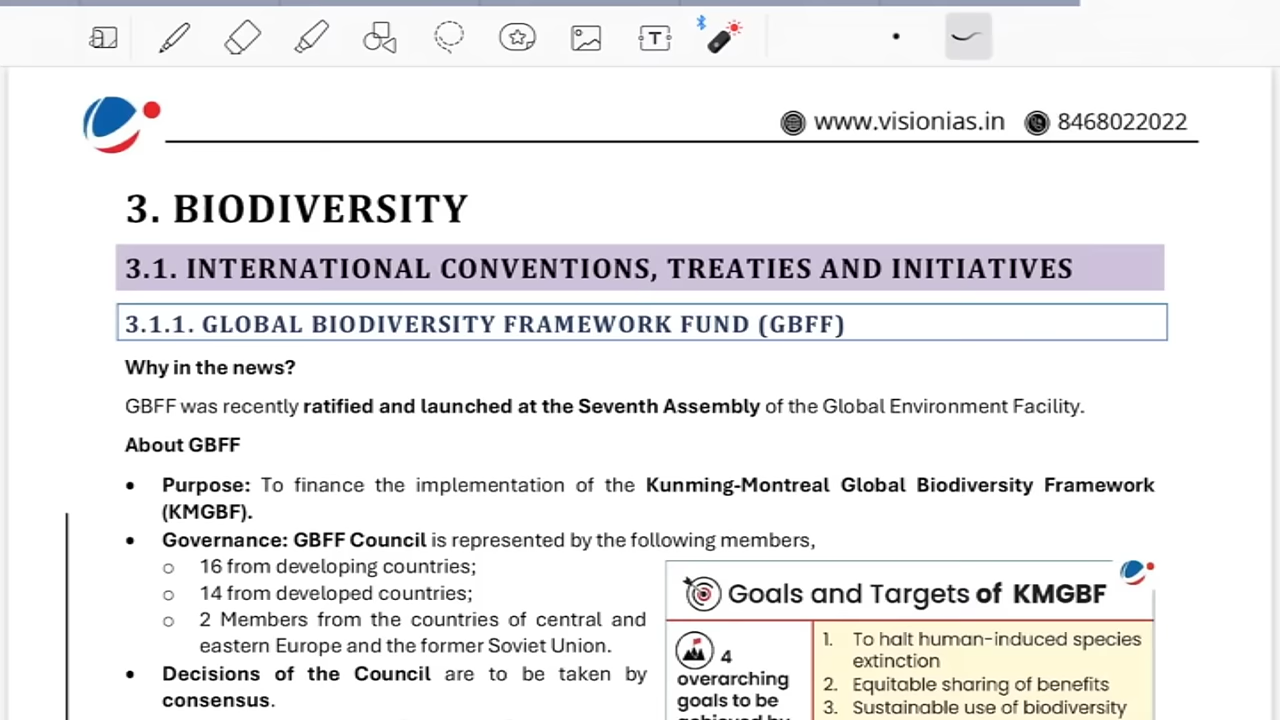 www.visionias.in 8468022022
3. BIODIVERSITY
3.1. INTERNATIONAL CONVENTIONS, TREATIES AND INITIATIVES
3.1.1. GLOBAL BIODIVERSITY FRAMEWORK FUND (GBFF)
Why in the news?
GBFF was recently ratified and launched at the Seventh Assembly of the Global Environment Facility.
About GBFF
• Purpose: To finance the implementation of the Kunming-Montreal Global Biodiversity Framework
(KMGBF).
• Governance: GBFF Council is represented by the following members,
○ 16 from developing countries;
○ 14 from developed countries;
○ 2 Members from the countries of central and
eastern Europe and the former Soviet Union.
• Decisions of the Council are to be taken by
consensus.
Goals and Targets of KMGBF
4
overarching
goals to be
achieved by
1. To halt human-induced species
extinction
2. Equitable sharing of benefits
3. Sustainable use of biodiversity